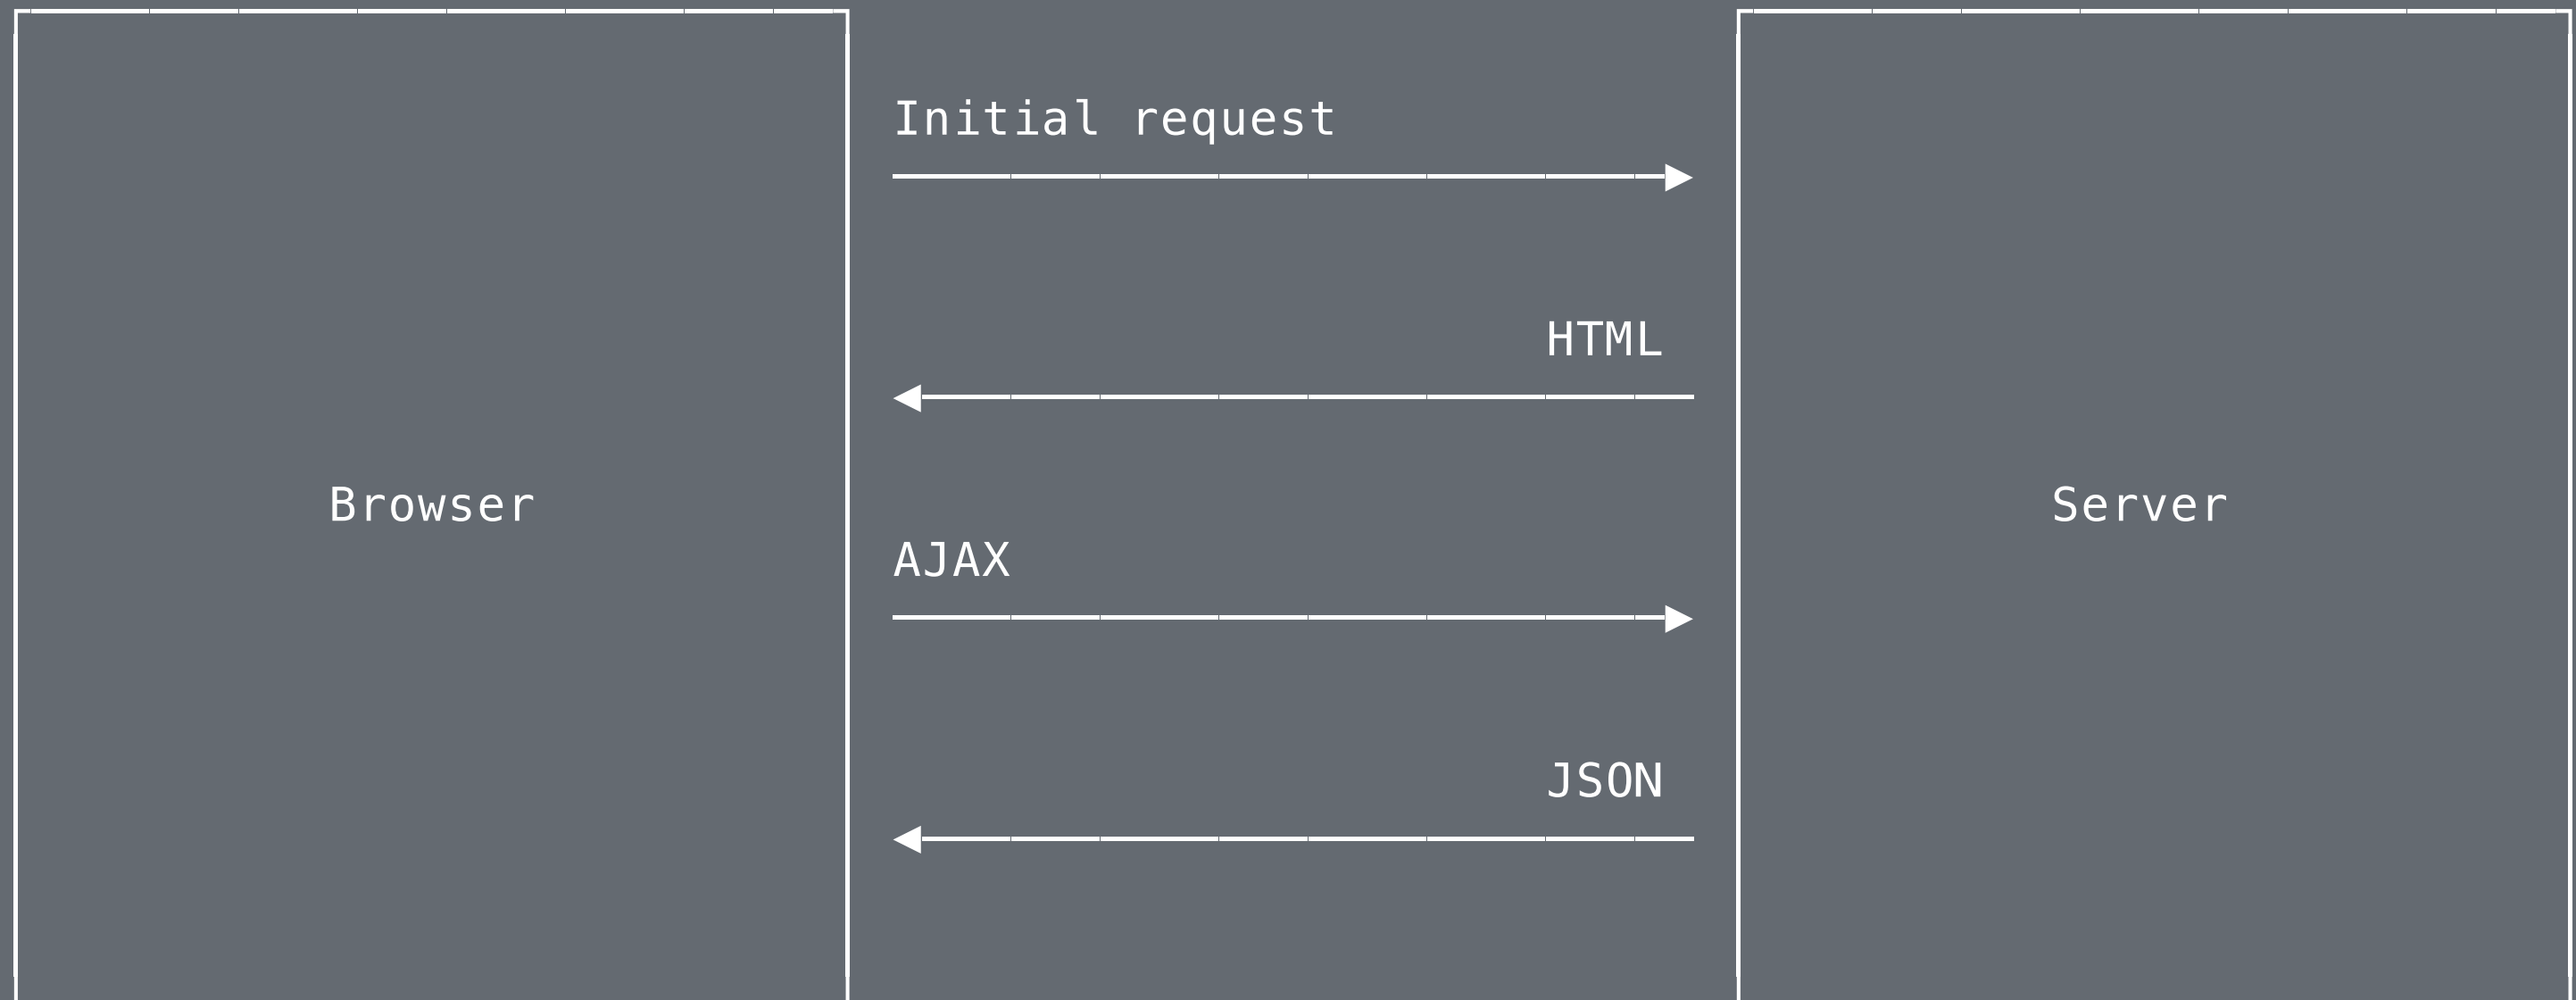 Initial request
HTML
Browser
Server
AJAX
JSON